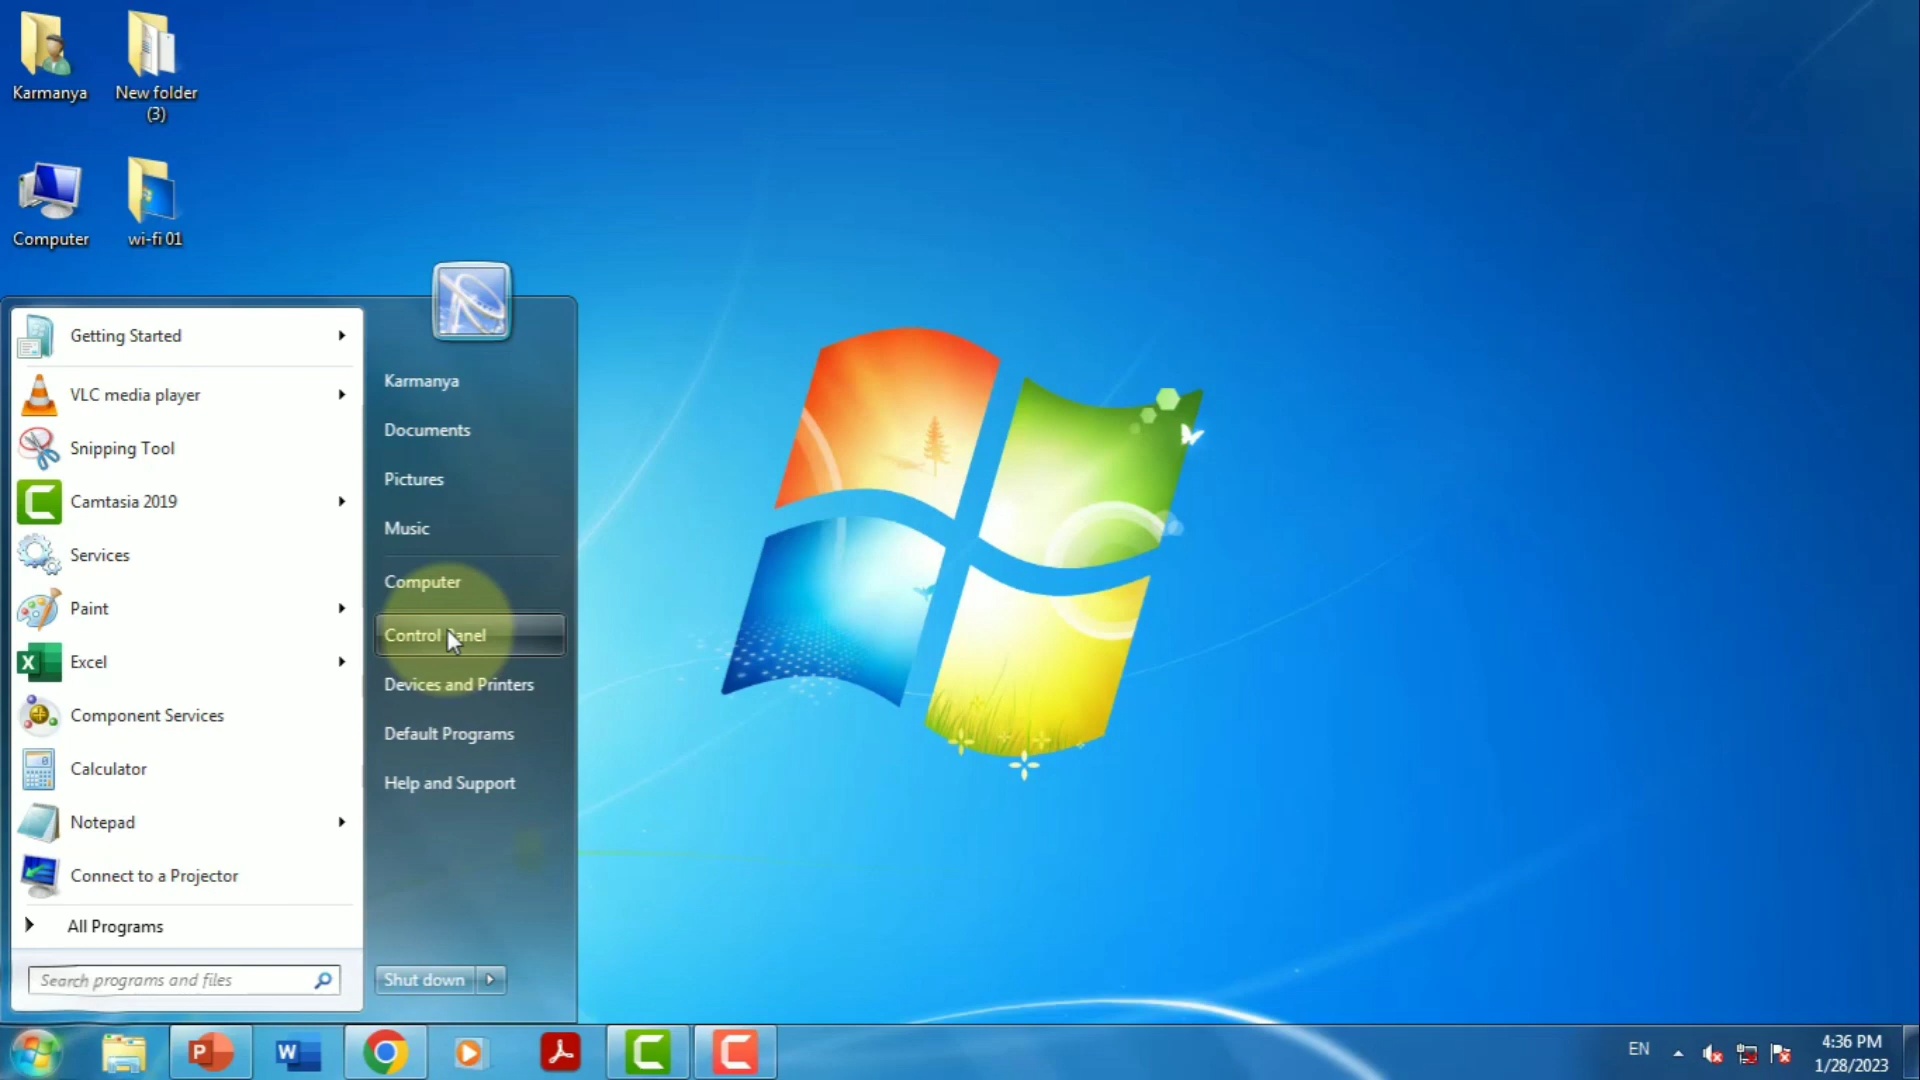 Karmanya
New folder
(3)
Computer
wi-fi 01
Getting Started
VLC media player
Snipping Tool
Camtasia 2019
Services
Paint
Excel
Component Services
Calculator
Notepad
Connect to a Projector
All Programs
Search programs and files
Karmanya
Documents
Pictures
Music
Computer
Control Panel
Devices and Printers
Default Programs
Help and Support
Shut down
EN
4:36 PM
1/28/2023